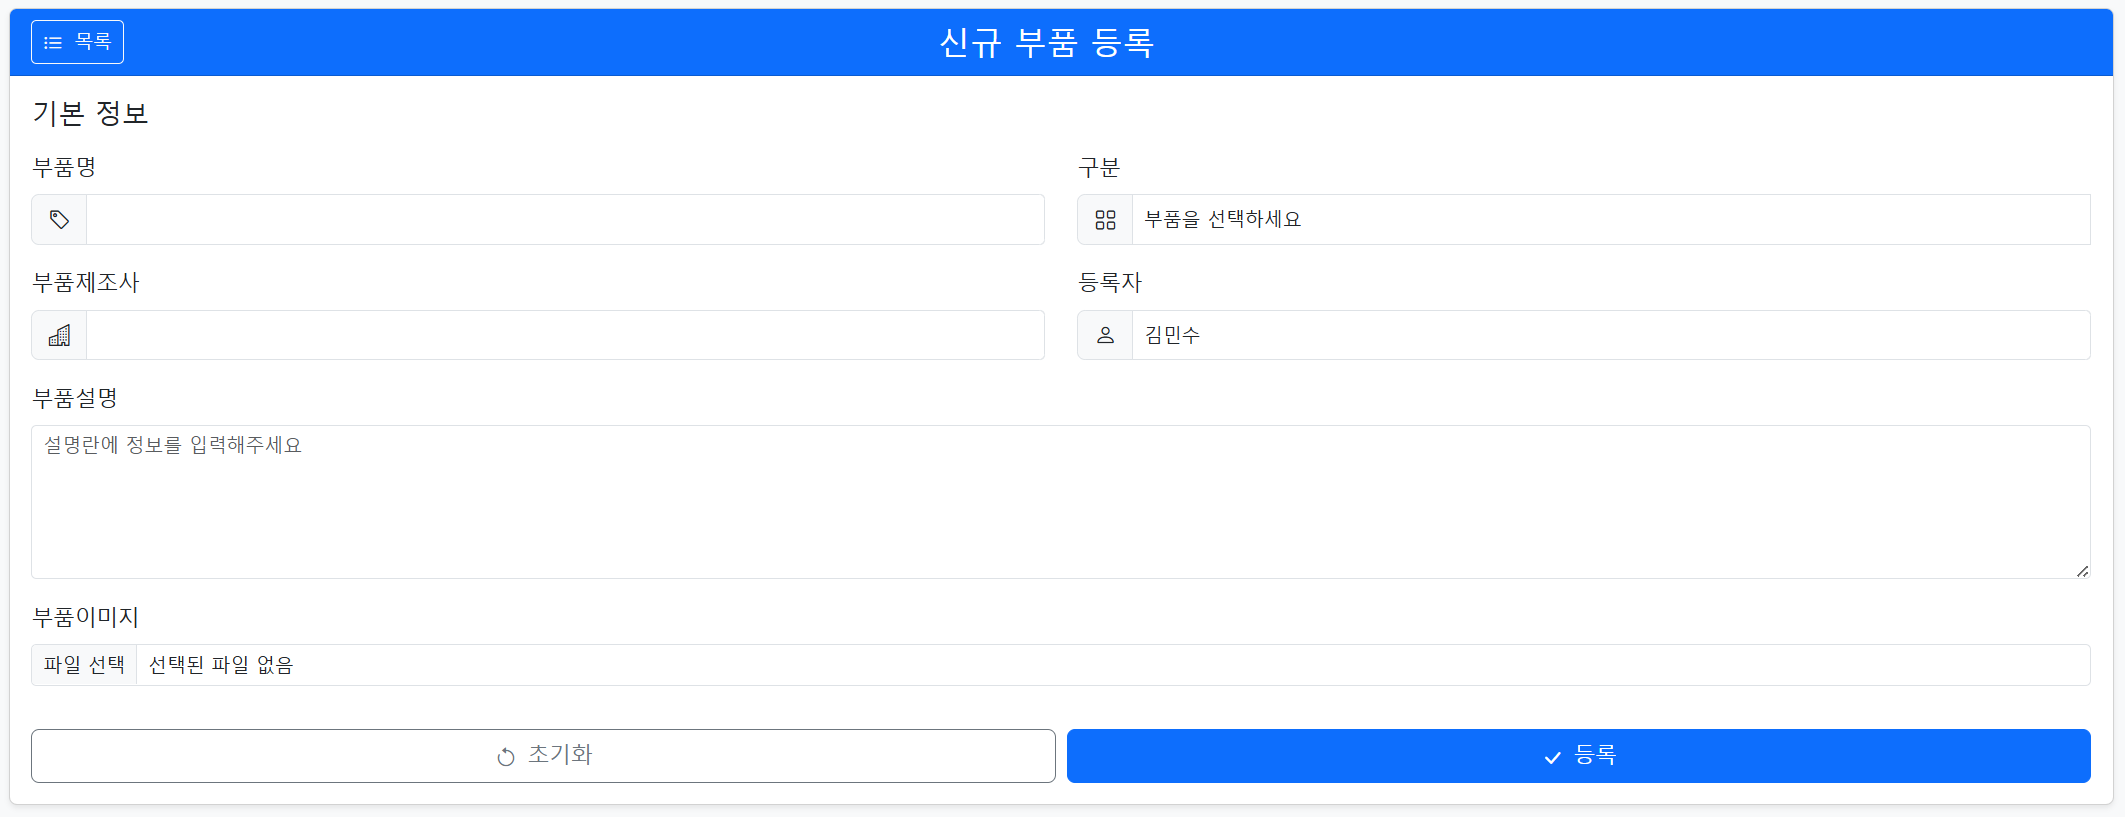 목록
신규 부품 등록
기본 정보
부품명
구분
부품을 선택하세요
부품제조사
등록자
김민수
부품설명
설명란에 정보를 입력해주세요
부품이미지
파일 선택 선택된 파일 없음
초기화
등록